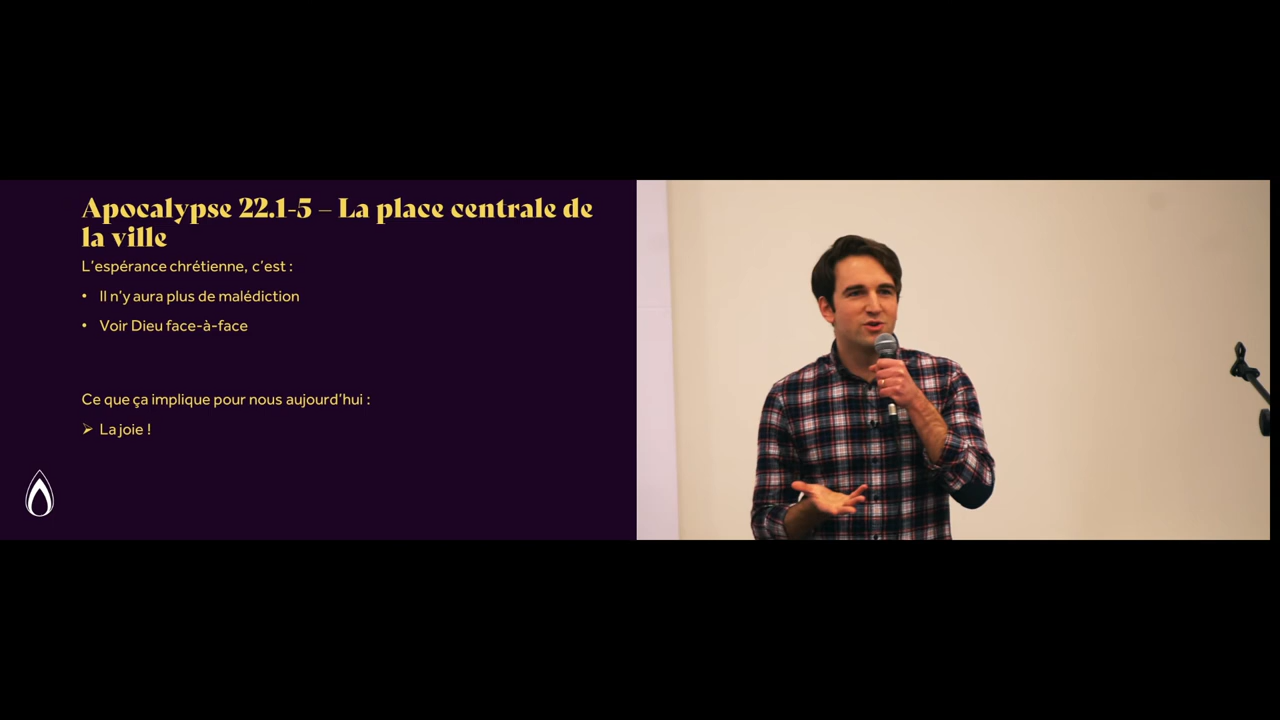 Apocalypse 22.1-5 – La place centrale de
la ville
L'espérance chrétienne, c'est :
• Il n'y aura plus de malédiction
• Voir Dieu face-à-face
Ce que ça implique pour nous aujourd'hui :
➢ La joie !